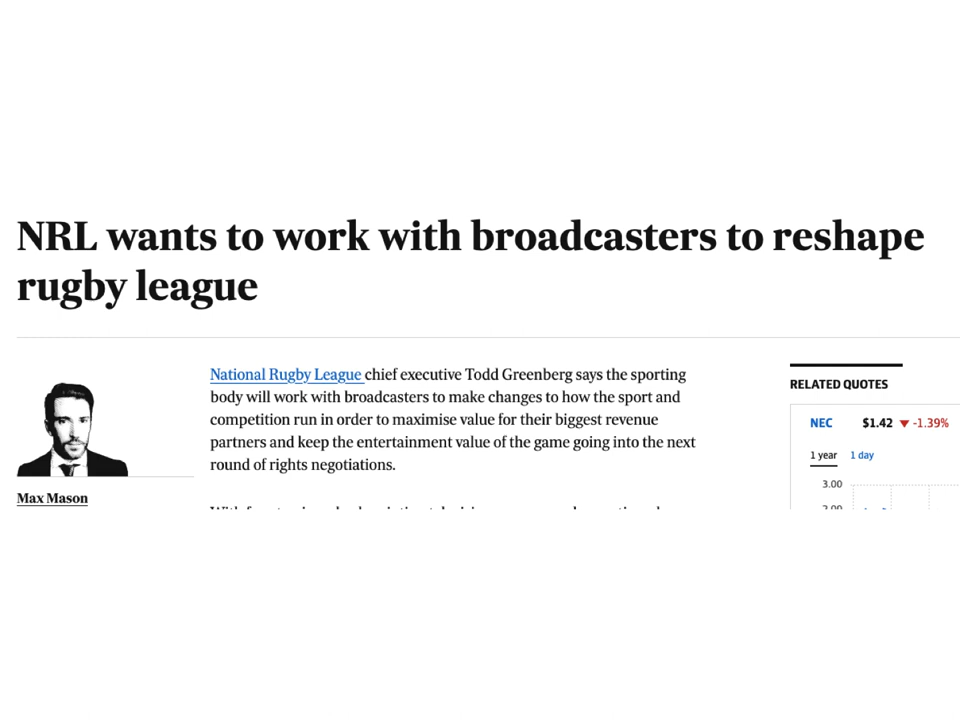 NRL wants to work with broadcasters to reshape
rugby league
National Rugby League chief executive Todd Greenberg says the sporting
body will work with broadcasters to make changes to how the sport and
competition run in order to maximise value for their biggest revenue
partners and keep the entertainment value of the game going into the next
round of rights negotiations.
Max Mason
RELATED QUOTES
NEC $1.42 ▼ -1.39%
1 year 1 day
3.00